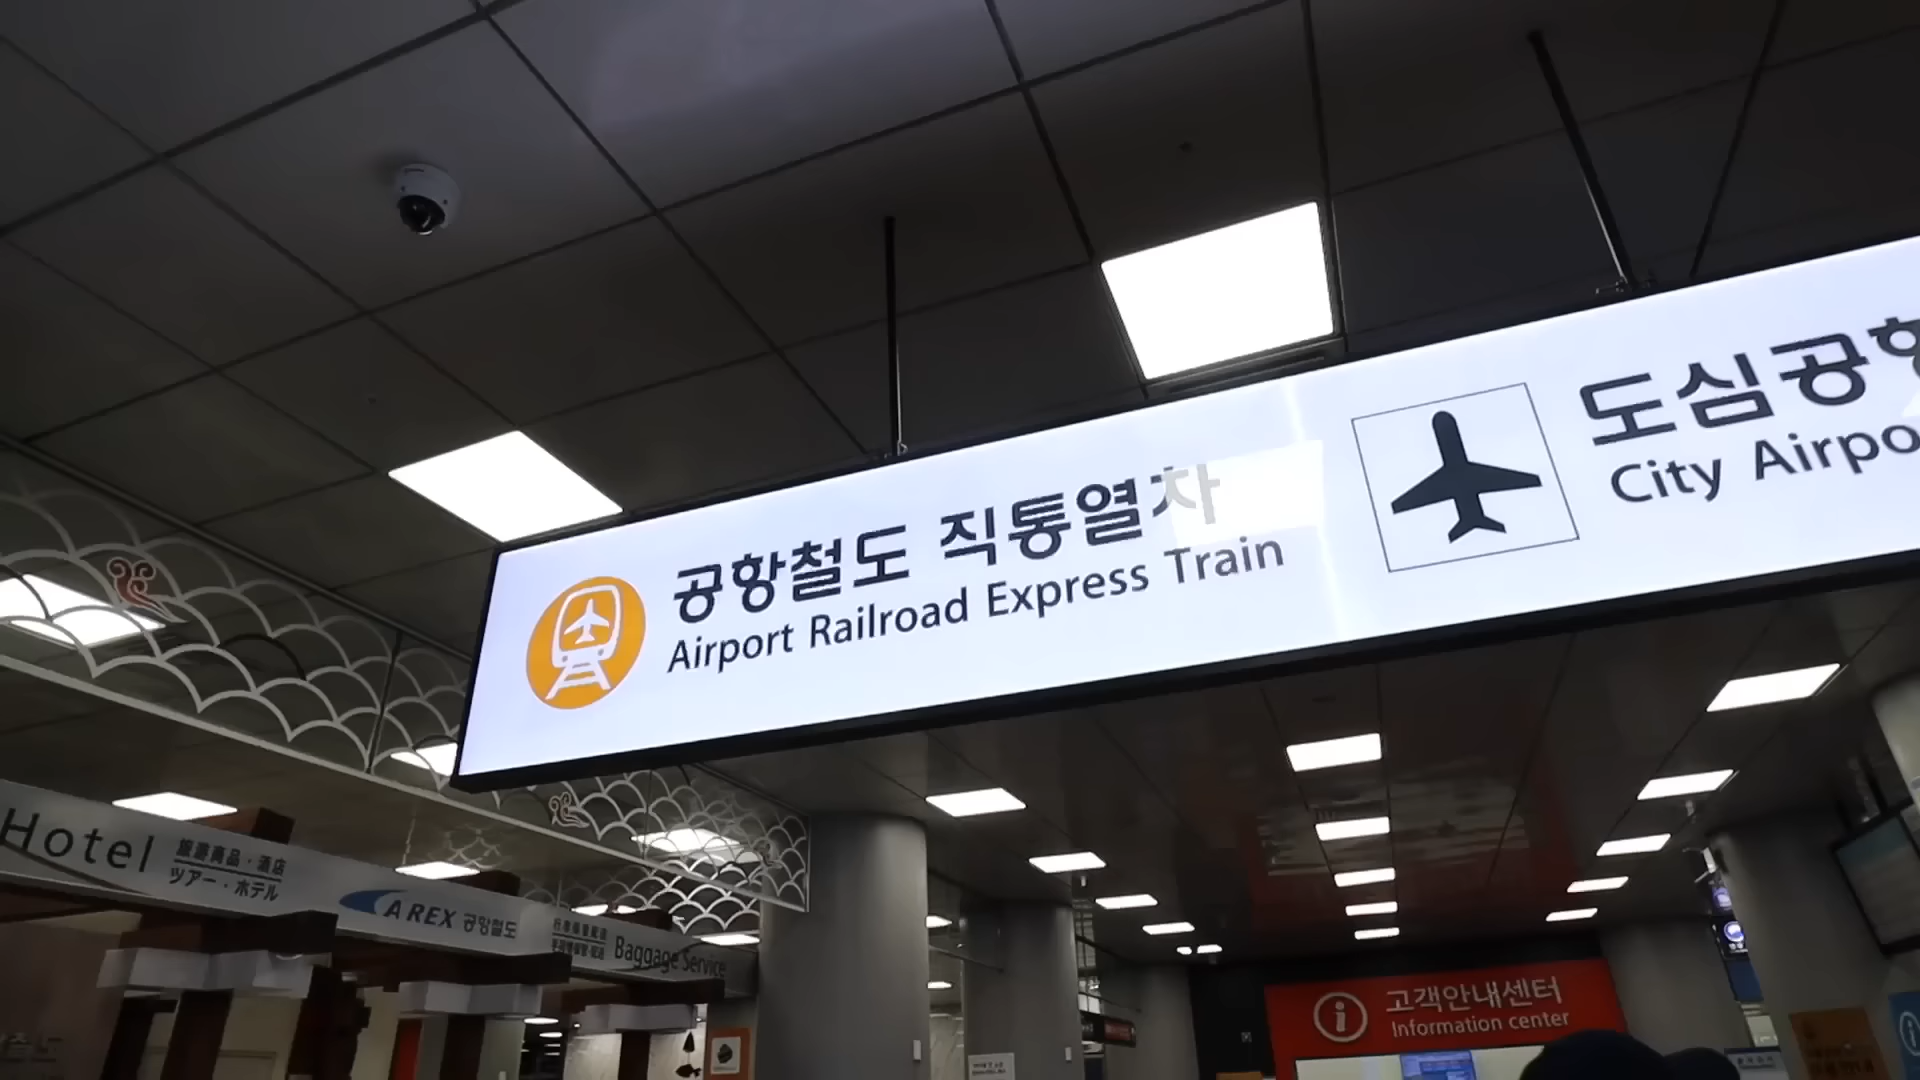 공항철도 직통열차
Airport Railroad Express Train
도심공항
City Airpo
Hotel
旅游商品·酒店
ツアー·ホテル
AREX 공항철도
Baggage Service
고객안내센터
Information center